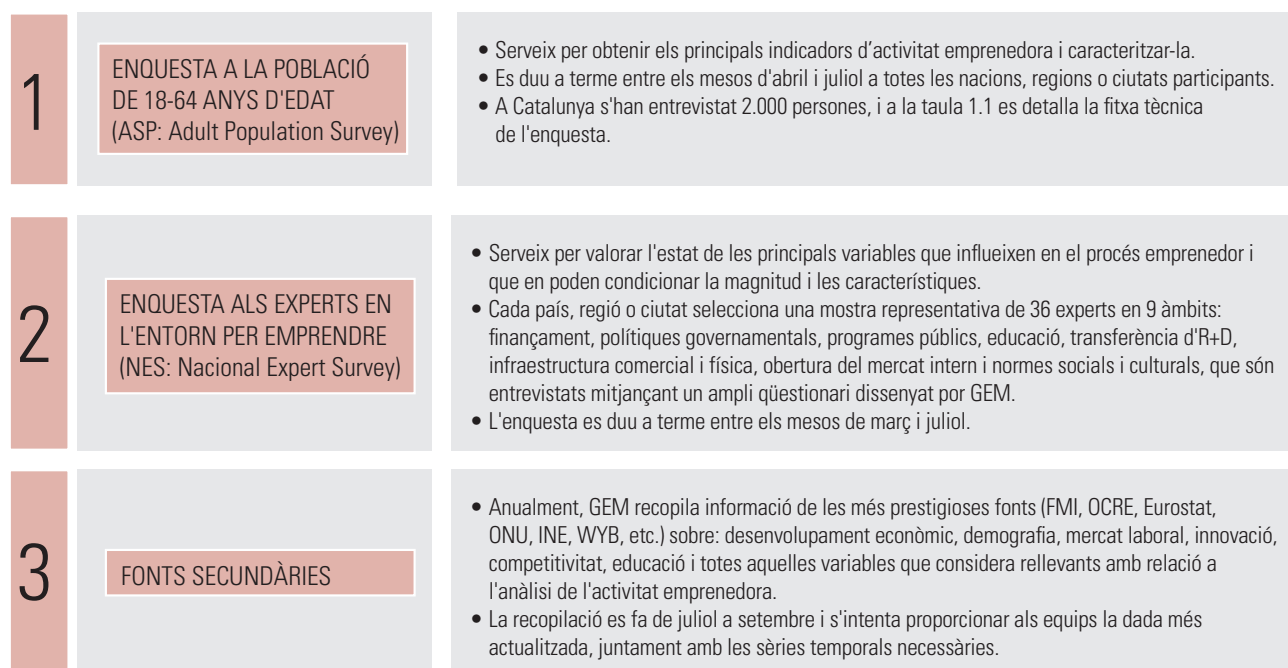 1
ENQUESTA A LA POBLACIÓ
DE 18-64 ANYS D'EDAT
(ASP: Adult Population Survey)
• Serveix per obtenir els principals indicadors d'activitat emprenedora i caracteritzar-la.
• Es duu a terme entre els mesos d'abril i juliol a totes les nacions, regions o ciutats participants.
• A Catalunya s'han entrevistat 2.000 persones, i a la taula 1.1 es detalla la fitxa tècnica
de l'enquesta.
2
ENQUESTA ALS EXPERTS EN
L'ENTORN PER EMPRENDRE
(NES: Nacional Expert Survey)
• Serveix per valorar l'estat de les principals variables que influeixen en el procés emprenedor i
que en poden condicionar la magnitud i les característiques.
• Cada país, regió o ciutat selecciona una mostra representativa de 36 experts en 9 àmbits:
finançament, polítiques governamentals, programes públics, educació, transferència d'R+D,
infraestructura comercial i física, obertura del mercat intern i normes socials i culturals, que són
entrevistats mitjançant un ampli qüestionari dissenyat por GEM.
• L'enquesta es duu a terme entre els mesos de març i juliol.
3
FONTS SECUNDÀRIES
• Anualment, GEM recopila informació de les més prestigioses fonts (FMI, OCRE, Eurostat,
ONU, INE, WYB, etc.) sobre: desenvolupament econòmic, demografia, mercat laboral, innovació,
competitivitat, educació i totes aquelles variables que considera rellevants amb relació a
l'anàlisi de l'activitat emprenedora.
• La recopilació es fa de juliol a setembre i s'intenta proporcionar als equips la dada més
actualitzada, juntament amb les sèries temporals necessàries.